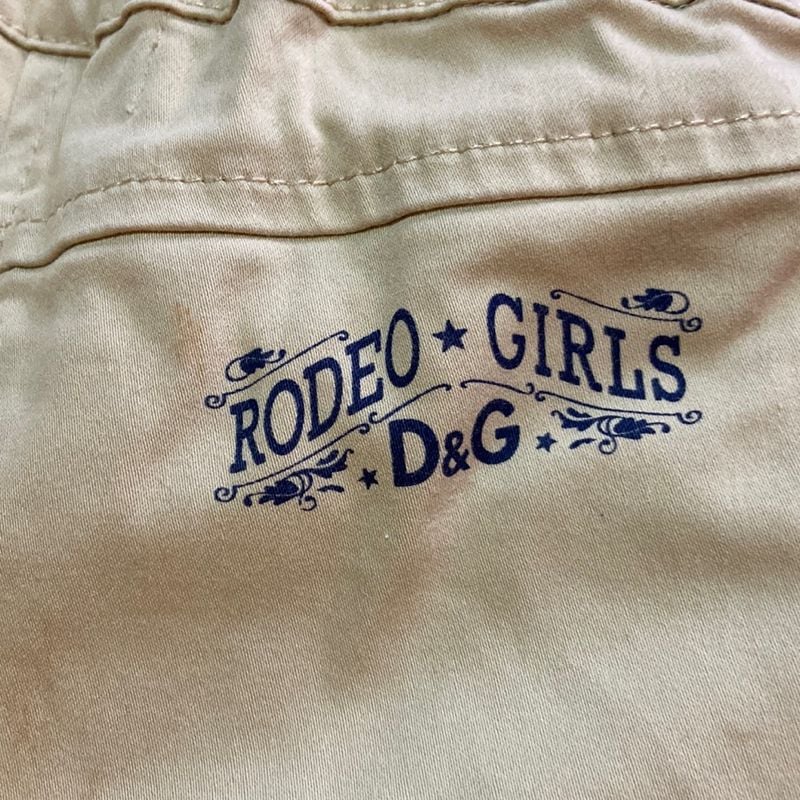 RODEO ★ GIRLS
★ D&G ★